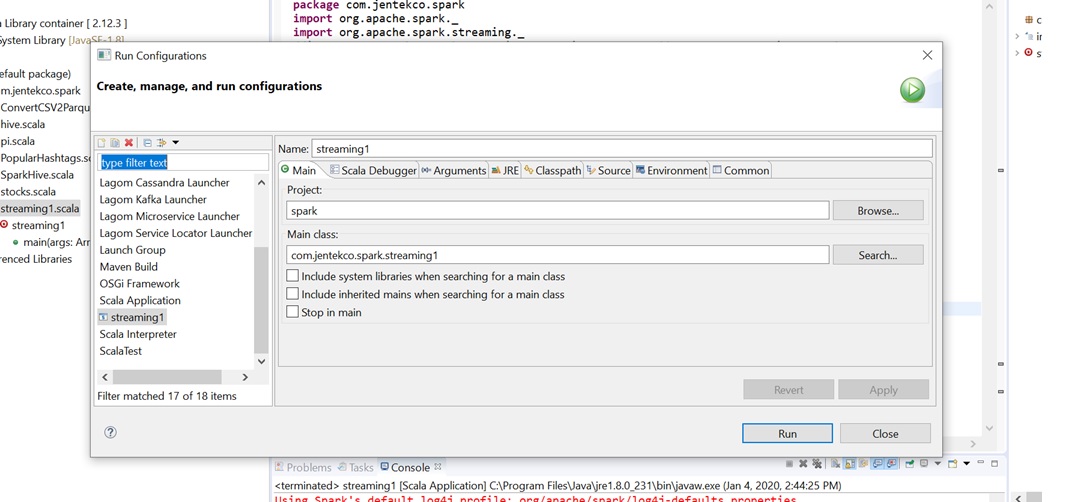 package com.jentekco.spark
import org.apache.spark._
import org.apache.spark.streaming._
Library container [ 2.12.3 ]
System Library [JavaSE-1.8]
default package)
m.jentekco.spark
ConvertCSV2Parqu
hive.scala
pi.scala
PopularHashtags.sc
SparkHive.scala
stocks.scala
streaming1.scala
streaming1
main(args: Arr
renced Libraries
Run Configurations
Create, manage, and run configurations
type filter text
Lagom Cassandra Launcher
Lagom Kafka Launcher
Lagom Microservice Launcher
Lagom Service Locator Launcher
Launch Group
Maven Build
OSGi Framework
Scala Application
streaming1
Scala Interpreter
ScalaTest
Filter matched 17 of 18 items
Name: streaming1
Main Scala Debugger Arguments JRE Classpath Source Environment Common
Project:
spark Browse...
Main class:
com.jentekco.spark.streaming1 Search...
Include system libraries when searching for a main class
Include inherited mains when searching for a main class
Stop in main
Revert Apply
Run Close
Problems Tasks Console
<terminated> streaming1 [Scala Application] C:\Program Files\Java\jre1.8.0_231\bin\javaw.exe (Jan 4, 2020, 2:44:25 PM)
Using Spark's default log4j profile: org/apache/spark/log4j-defaults.properties